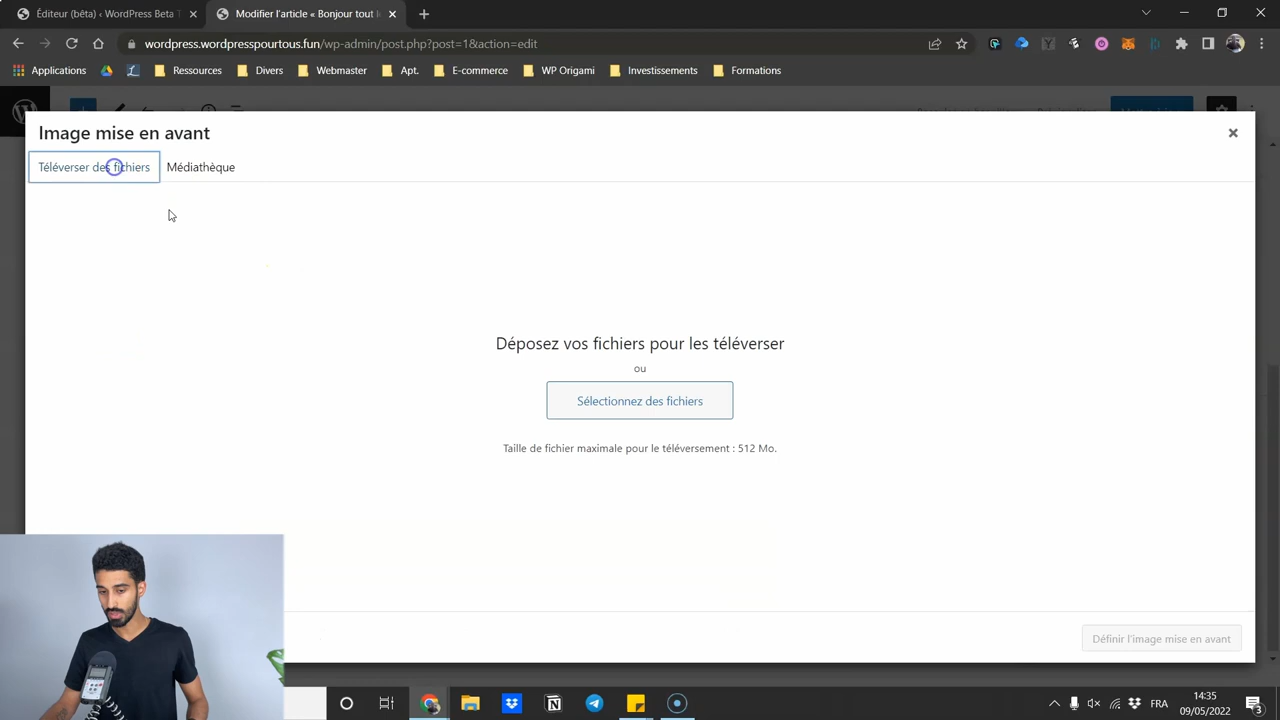 Éditeur (bêta) ‹ WordPress Beta T
Modifier l'article « Bonjour tout l
wordpress.wordpresspourtous.fun/wp-admin/post.php?post=1&action=edit
Applications Ressources Divers Webmaster Apt. E-commerce WP Origami Investissements Formations
Image mise en avant
Téléverser des fichiers Médiathèque
Déposez vos fichiers pour les téléverser
ou
Sélectionnez des fichiers
Taille de fichier maximale pour le téléversement : 512 Mo.
Définir l'image mise en avant
FRA
14:35
09/05/2022
3